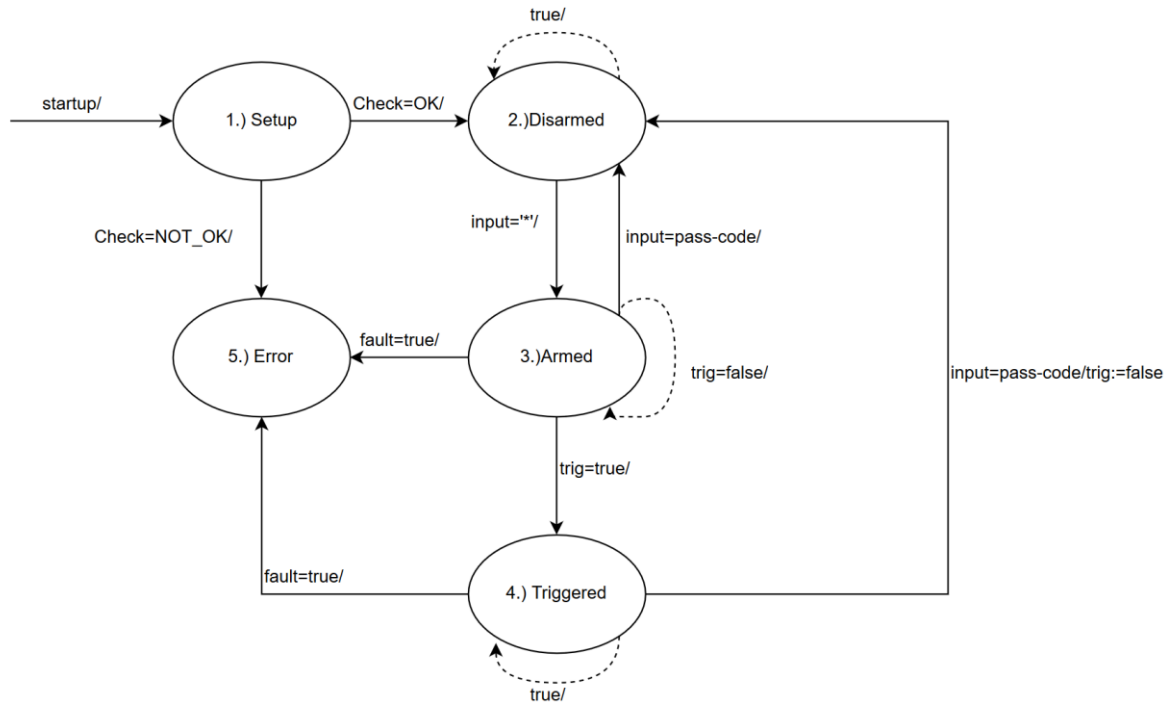 true/
startup/
1.) Setup
Check=OK/
2.)Disarmed
Check=NOT_OK/
input='*'/
input=pass-code/
5.) Error
fault=true/
3.)Armed
trig=false/
input=pass-code/trig:=false
trig=true/
fault=true/
4.) Triggered
true/